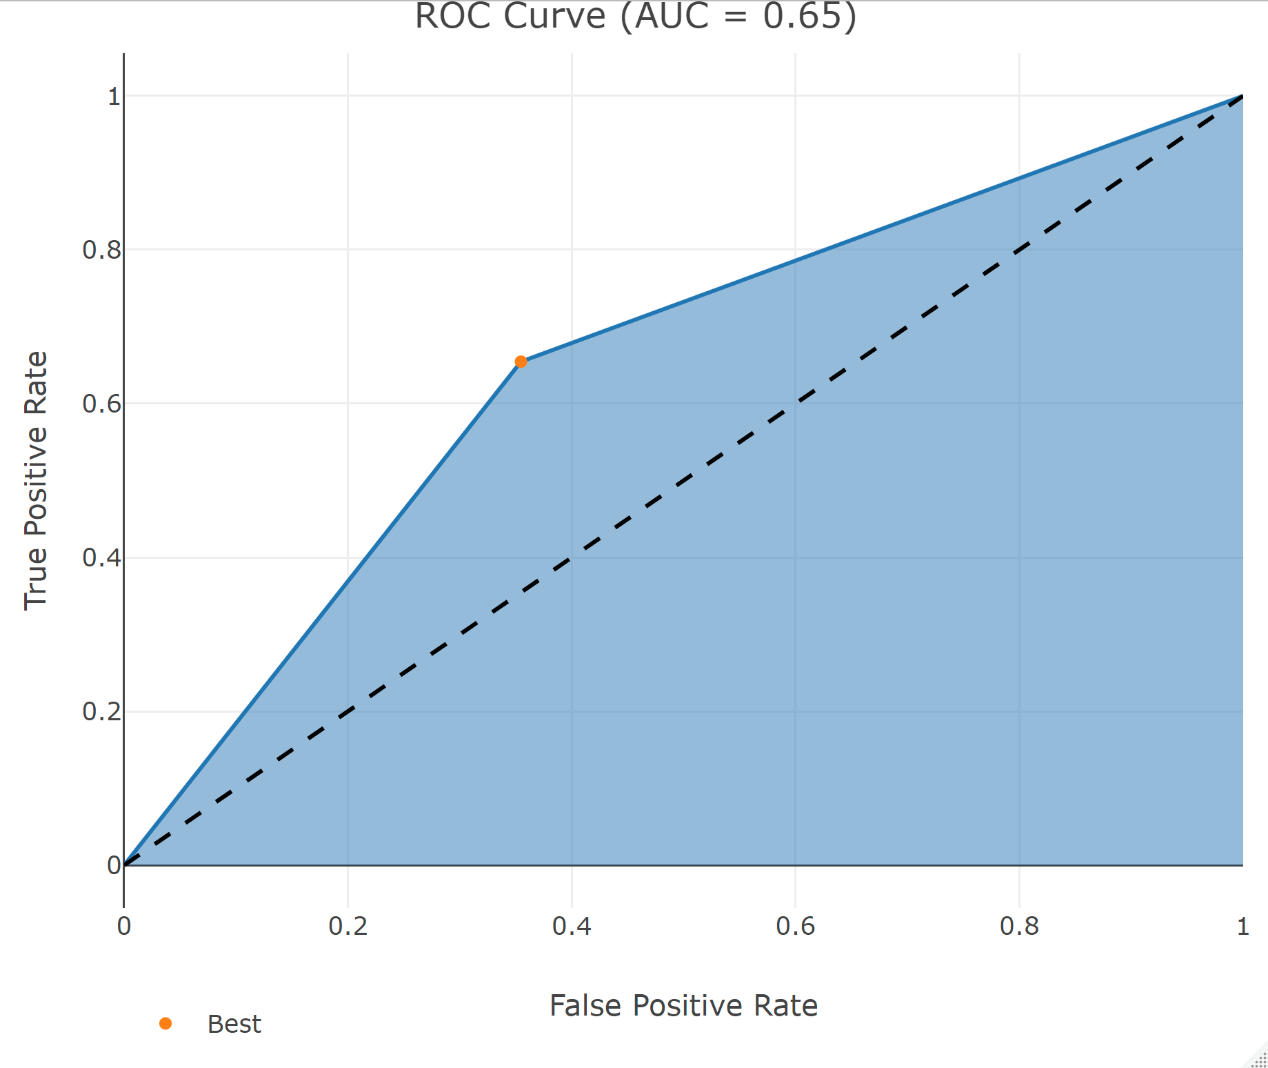 ROC Curve (AUC = 0.65)
1
0.8
0.6
0.4
0.2
0
True Positive Rate
0 0.2 0.4 0.6 0.8 1
False Positive Rate
Best